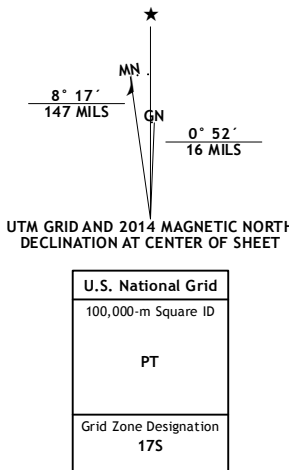 ★
MN
GN
8° 17´
147 MILS
0° 52´
16 MILS
UTM GRID AND 2014 MAGNETIC NORTH
DECLINATION AT CENTER OF SHEET
U.S. National Grid
100,000-m Square ID
PT
Grid Zone Designation
17S